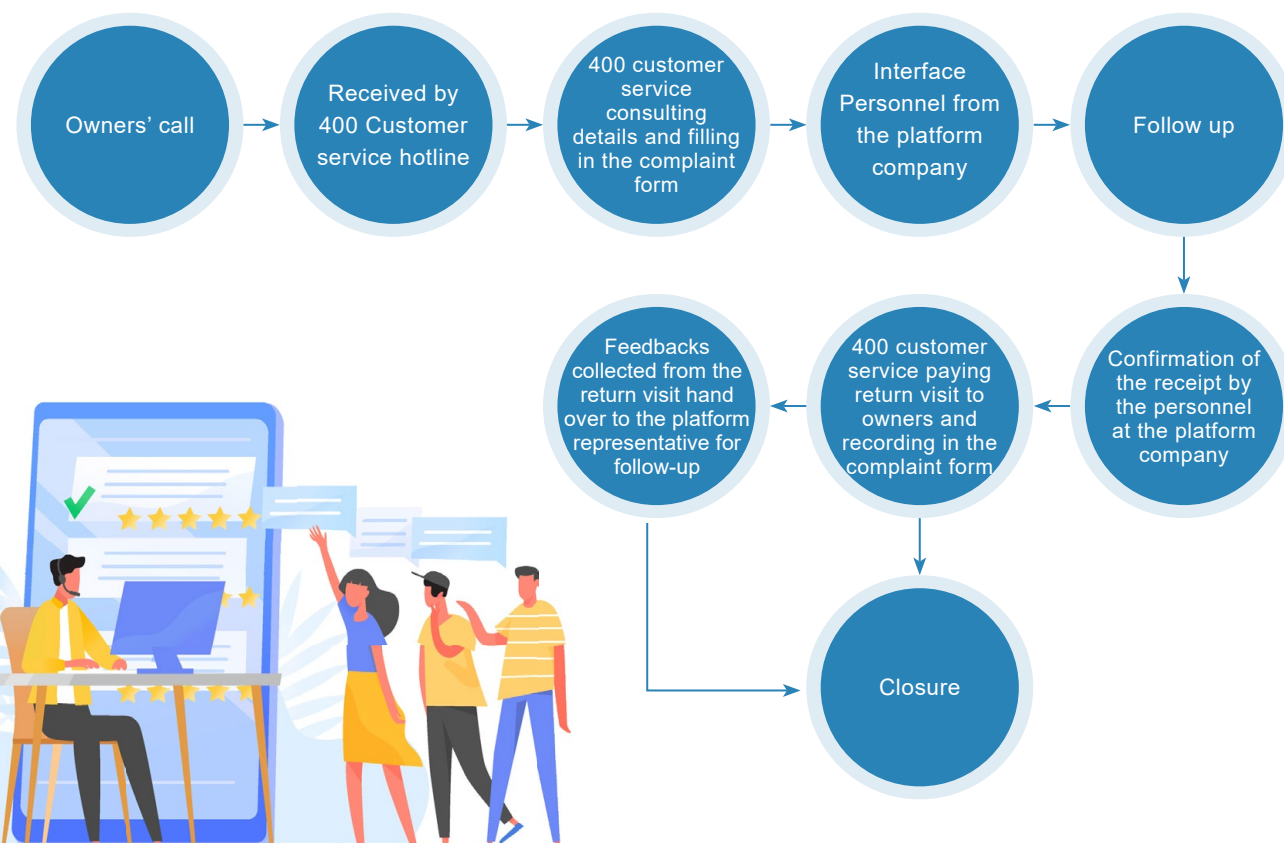 Owners' call
Received by
400 Customer
service hotline
400 customer
service
consulting
details and filling
in the complaint
form
Interface
Personnel from
the platform
company
Follow up
Feedbacks
collected from the
return visit hand
over to the platform
representative for
follow-up
400 customer
service paying
return visit to
owners and
recording in the
complaint form
Confirmation of
the receipt by
the personnel
at the platform
company
Closure